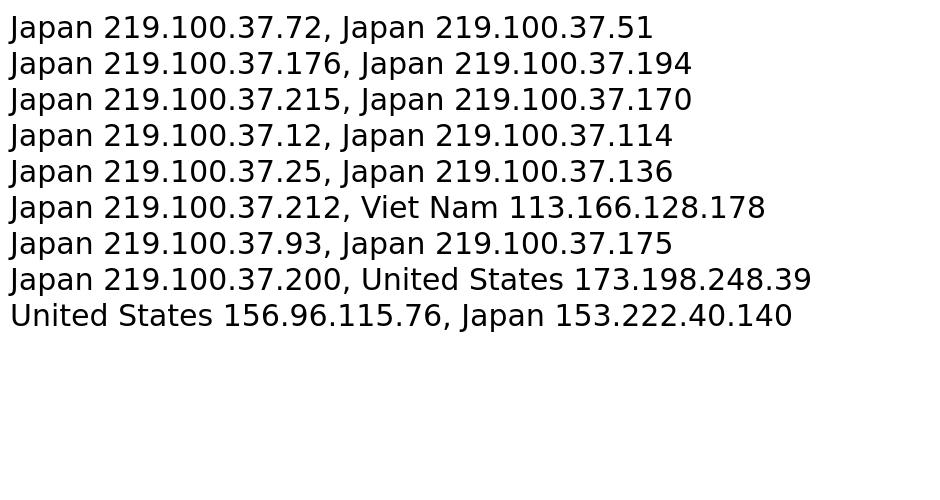 Japan 219.100.37.72, Japan 219.100.37.51
Japan 219.100.37.176, Japan 219.100.37.194
Japan 219.100.37.215, Japan 219.100.37.170
Japan 219.100.37.12, Japan 219.100.37.114
Japan 219.100.37.25, Japan 219.100.37.136
Japan 219.100.37.212, Viet Nam 113.166.128.178
Japan 219.100.37.93, Japan 219.100.37.175
Japan 219.100.37.200, United States 173.198.248.39
United States 156.96.115.76, Japan 153.222.40.140